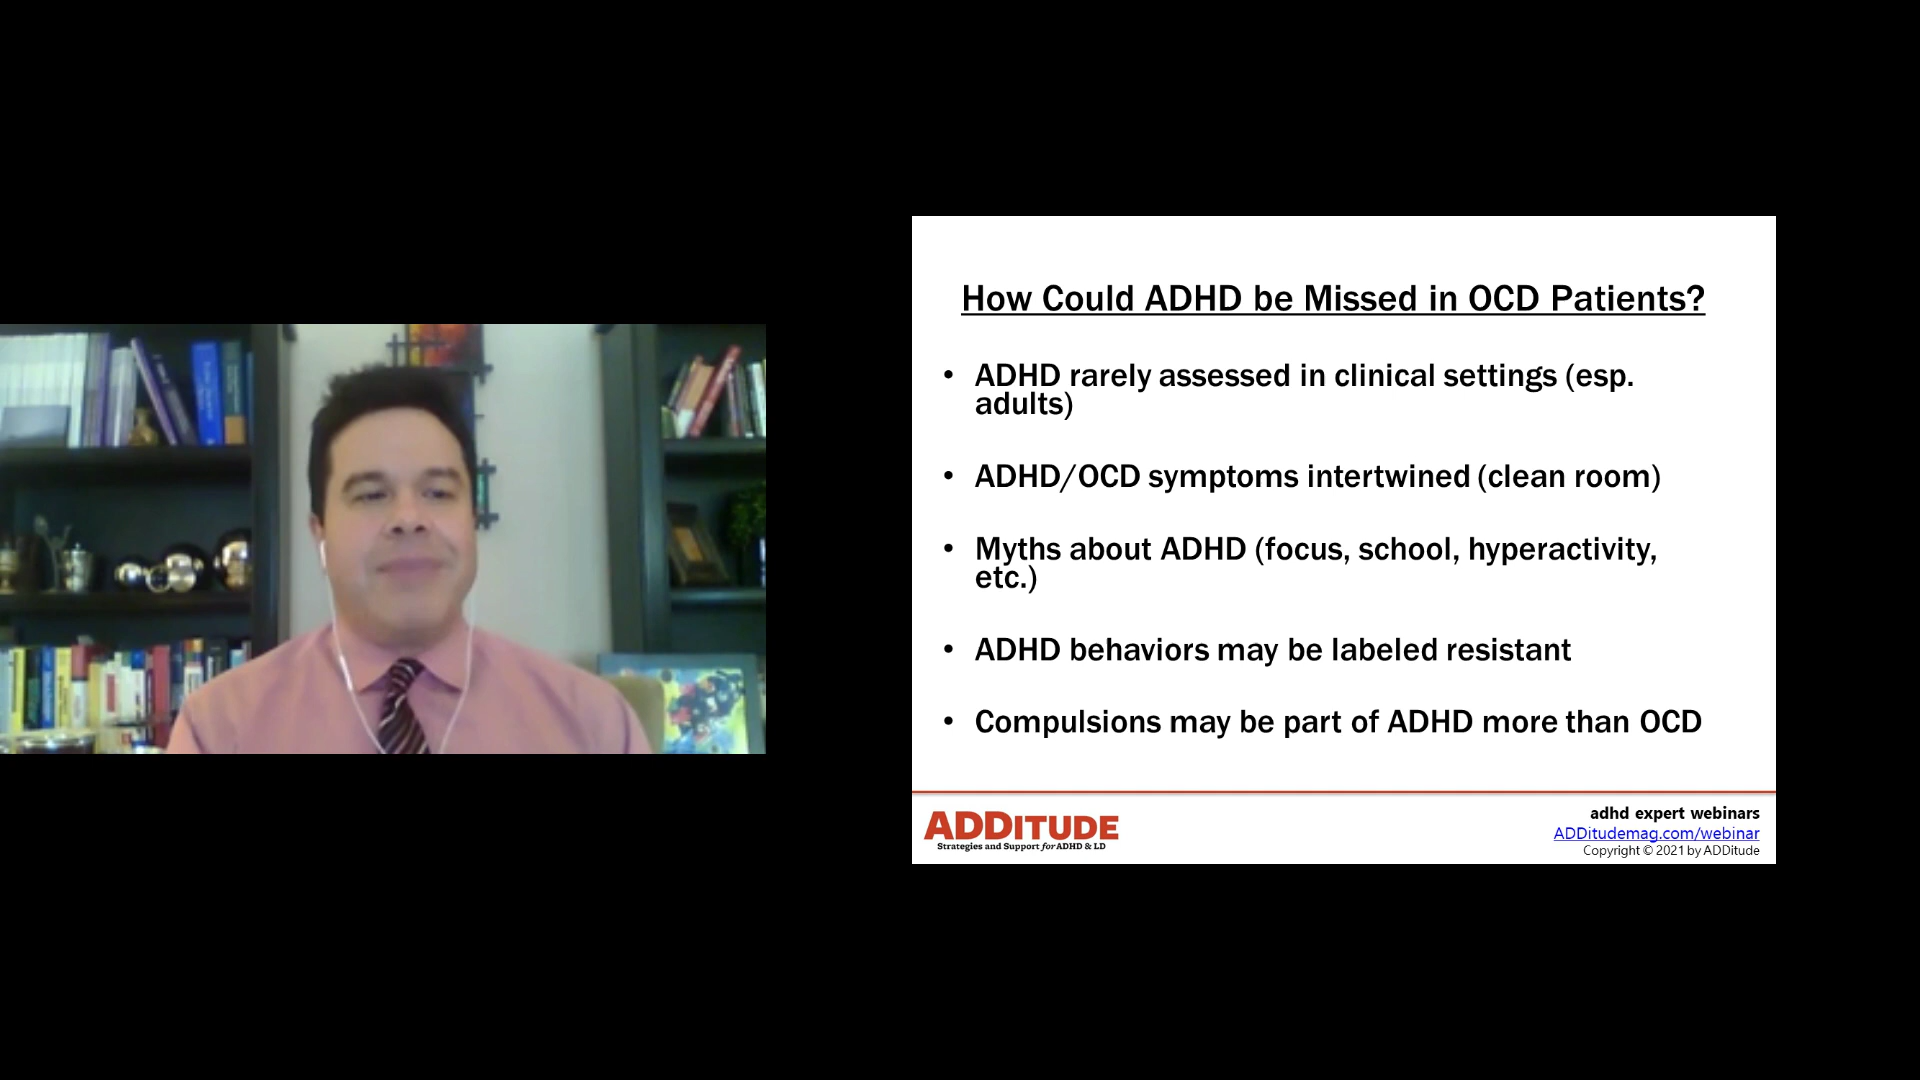 How Could ADHD be Missed in OCD Patients?
• ADHD rarely assessed in clinical settings (esp.
adults)
• ADHD/OCD symptoms intertwined (clean room)
• Myths about ADHD (focus, school, hyperactivity,
etc.)
• ADHD behaviors may be labeled resistant
• Compulsions may be part of ADHD more than OCD
ADDITUDE
Strategies and Support for ADHD & LD
adhd expert webinars
ADDitudemag.com/webinar
Copyright © 2021 by ADDitude